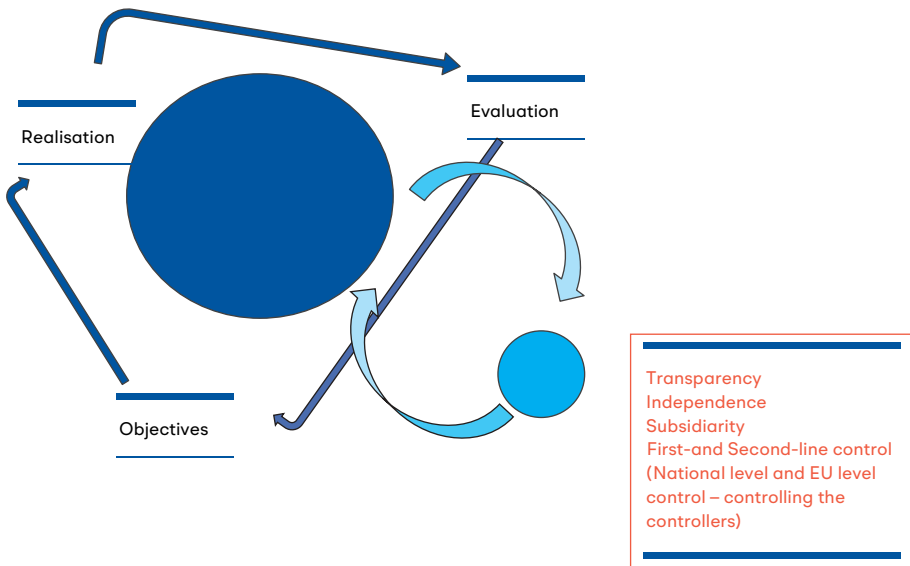 Evaluation
Realisation
Objectives
Transparency
Independence
Subsidiarity
First-and Second-line control
(National level and EU level
control – controlling the
controllers)